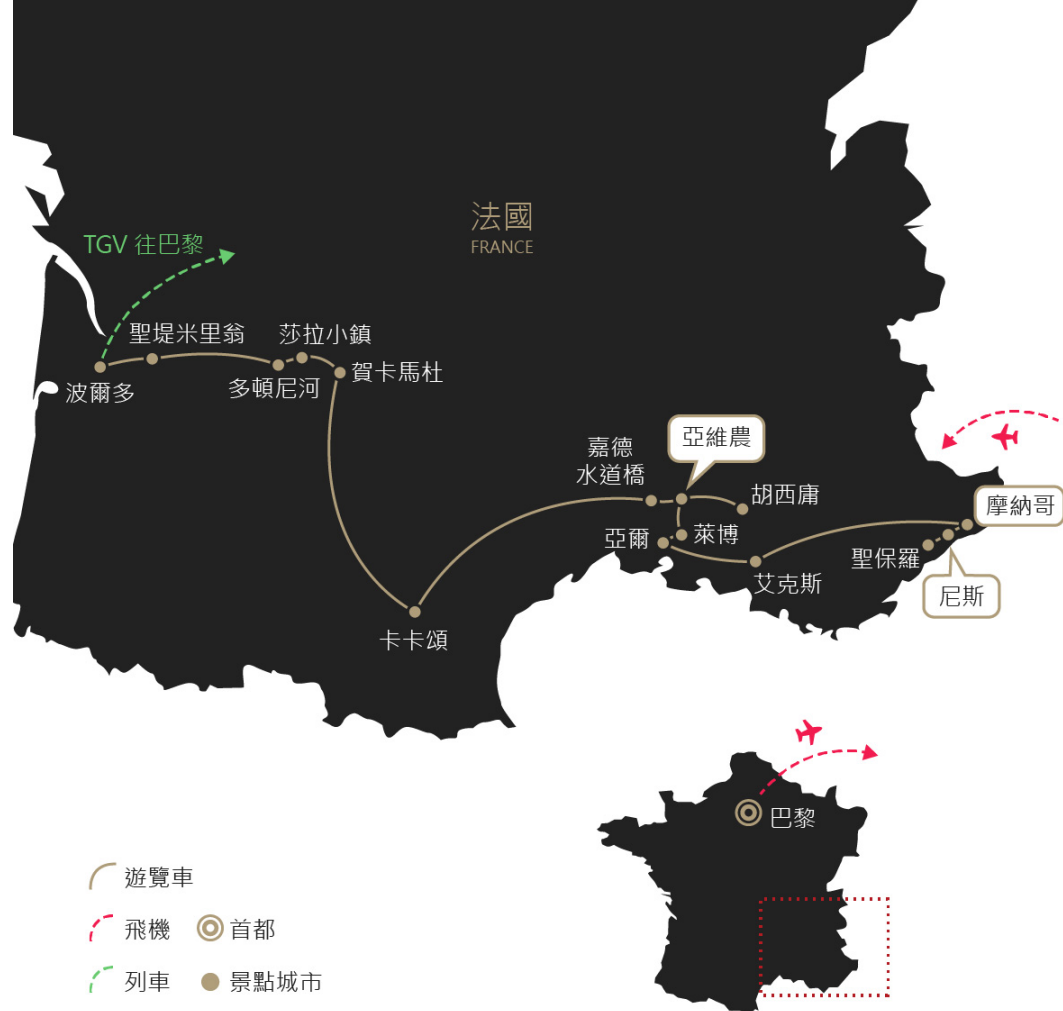 法國
FRANCE
TGV 往巴黎
聖堤米里翁
莎拉小鎮
波爾多
多頓尼河
賀卡馬杜
亞維農
嘉德
水道橋
胡西庸
摩納哥
亞爾
萊博
聖保羅
艾克斯
尼斯
卡卡頌
巴黎
遊覽車
飛機
首都
列車
景點城市